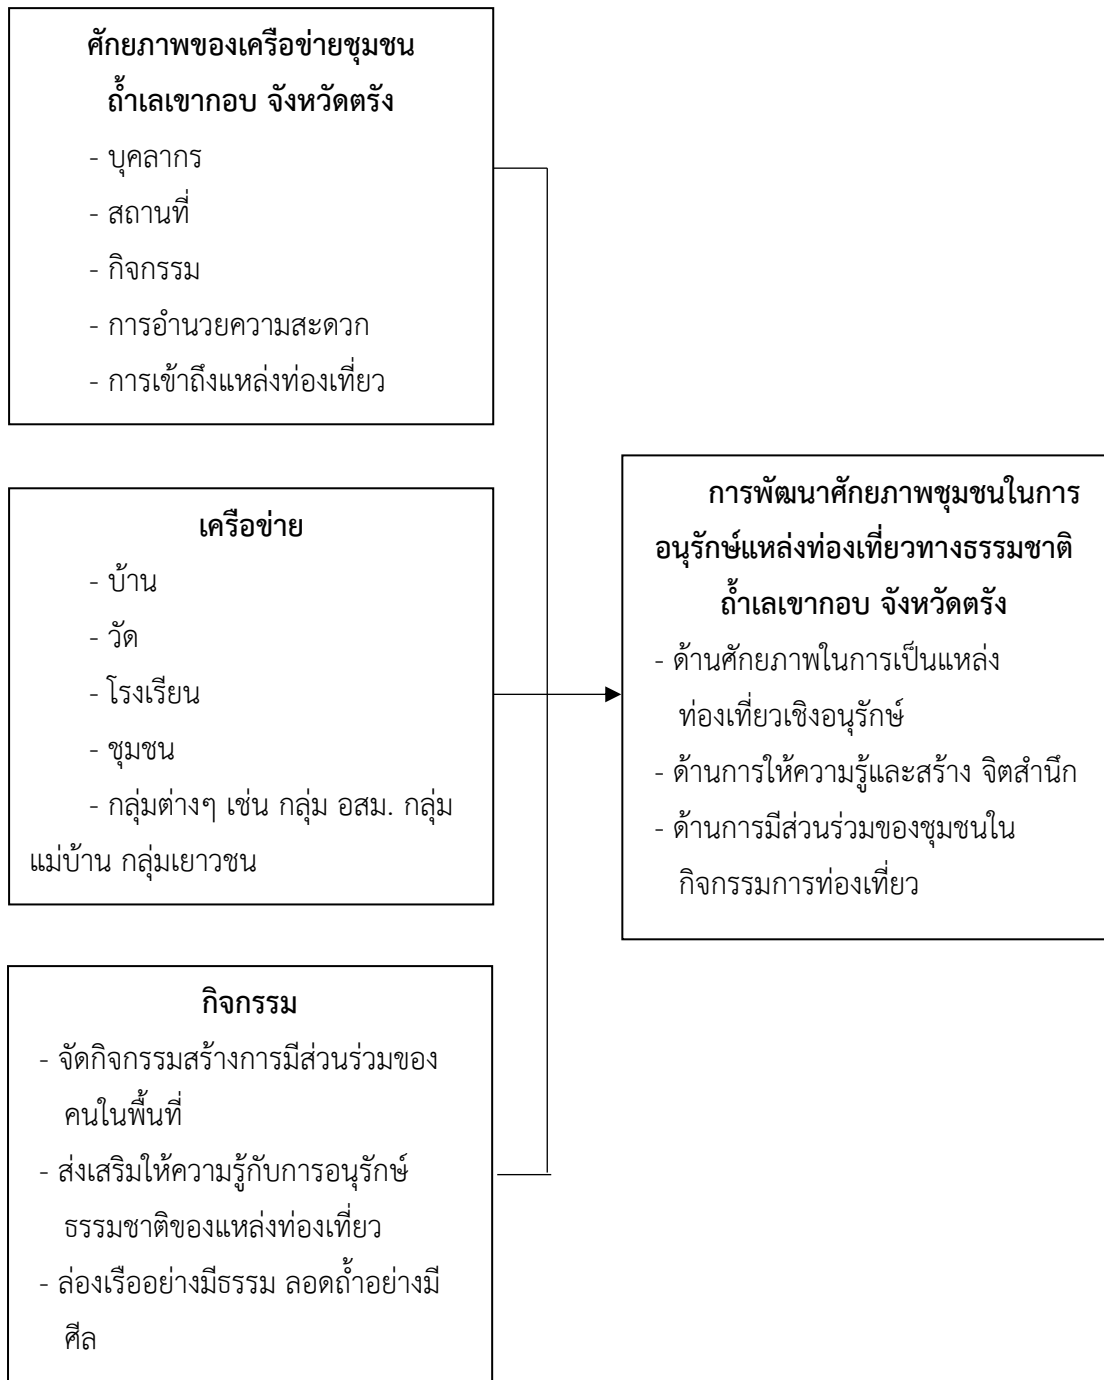 ศักยภาพของเครือข่ายชุมชน
ถ้ำเลเขากอบ จังหวัดตรัง
- บุคลากร
- สถานที่
- กิจกรรม
- การอำนวยความสะดวก
- การเข้าถึงแหล่งท่องเที่ยว
เครือข่าย
- บ้าน
- วัด
- โรงเรียน
- ชุมชน
- กลุ่มต่างๆ เช่น กลุ่ม อสม. กลุ่ม
แม่บ้าน กลุ่มเยาวชน
กิจกรรม
- จัดกิจกรรมสร้างการมีส่วนร่วมของ
คนในพื้นที่
- ส่งเสริมให้ความรู้กับการอนุรักษ์
ธรรมชาติของแหล่งท่องเที่ยว
- ล่องเรืออย่างมีธรรม ลอดถ้ำอย่างมี
ศีล
การพัฒนาศักยภาพชุมชนในการ
อนุรักษ์แหล่งท่องเที่ยวทางธรรมชาติ
ถ้ำเลเขากอบ จังหวัดตรัง
- ด้านศักยภาพในการเป็นแหล่ง
ท่องเที่ยวเชิงอนุรักษ์
- ด้านการให้ความรู้และสร้าง จิตสำนึก
- ด้านการมีส่วนร่วมของชุมชนใน
กิจกรรมการท่องเที่ยว